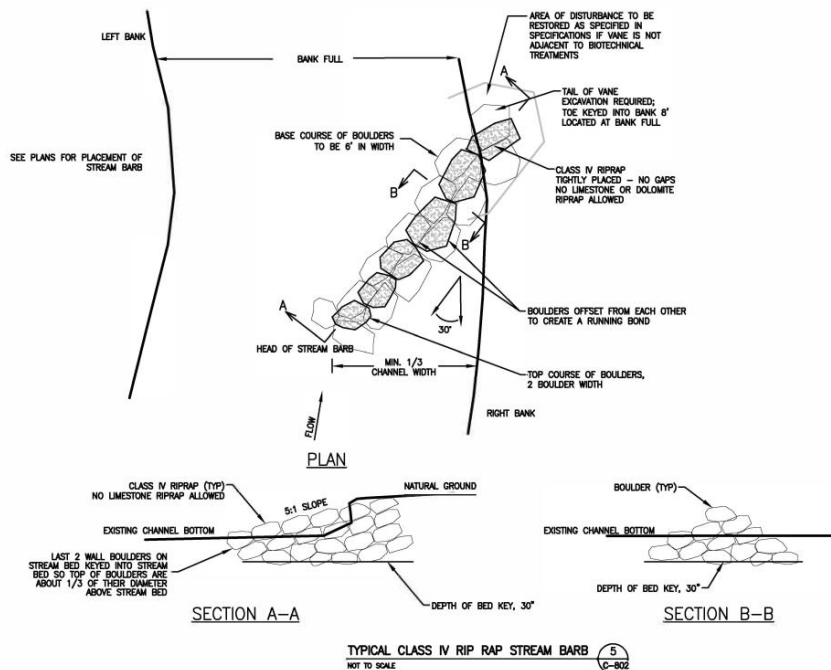 LEFT BANK
BANK FULL
AREA OF DISTURBANCE TO BE
RESTORED AS SPECIFIED IN
SPECIFICATIONS IF VANE IS NOT
ADJACENT TO BIOTECHNICAL
TREATMENTS
A
TAIL OF VANE
EXCAVATION REQUIRED;
TOE KEYED INTO BANK 8'
LOCATED AT BANK FULL
BASE COURSE OF BOULDERS
TO BE 6' IN WIDTH
SEE PLANS FOR PLACEMENT OF
STREAM BARB
CLASS IV RIPRAP
TIGHTLY PLACED – NO GAPS
NO LIMESTONE OR DOLOMITE
RIPRAP ALLOWED
B
B
A
BOULDERS OFFSET FROM EACH OTHER
TO CREATE A RUNNING BOND
30°
HEAD OF STREAM BARB
MIN. 1/3
CHANNEL WIDTH
TOP COURSE OF BOULDERS,
2 BOULDER WIDTH
FLOW
RIGHT BANK
PLAN
CLASS IV RIPRAP (TYP)
NO LIMESTONE RIPRAP ALLOWED
5:1 SLOPE
NATURAL GROUND
EXISTING CHANNEL BOTTOM
LAST 2 WALL BOULDERS ON
STREAM BED KEYED INTO STREAM
BED SO TOP OF BOULDERS ARE
ABOUT 1/3 OF THEIR DIAMETER
ABOVE STREAM BED
DEPTH OF BED KEY, 30"
SECTION A-A
BOULDER (TYP)
EXISTING CHANNEL BOTTOM
DEPTH OF BED KEY, 30"
SECTION B-B
TYPICAL CLASS IV RIP RAP STREAM BARB
NOT TO SCALE
5
C-802